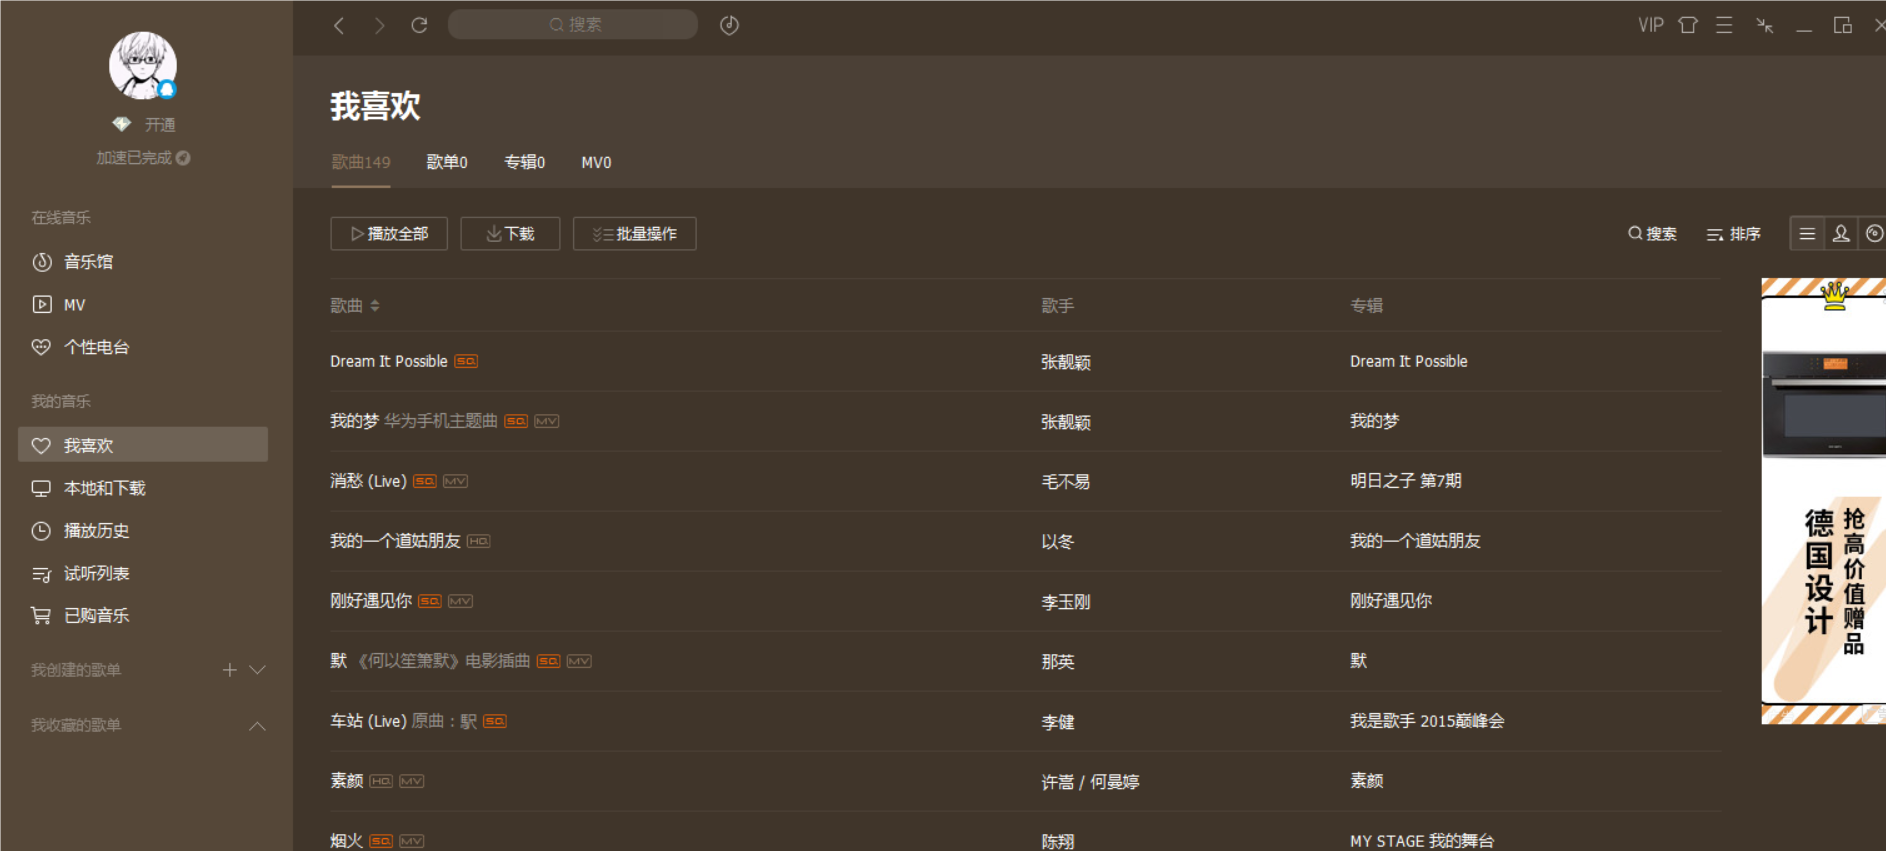 搜索
VIP
开通
加速已完成
在线音乐
音乐馆
MV
个性电台
我的音乐
我喜欢
本地和下载
播放历史
试听列表
已购音乐
我创建的歌单
我收藏的歌单
我喜欢
歌曲149 歌单0 专辑0 MV0
播放全部 下载 批量操作 搜索 排序
歌曲 歌手 专辑
Dream It Possible SQ 张靓颖 Dream It Possible
我的梦 华为手机主题曲 SQ MV 张靓颖 我的梦
消愁 (Live) SQ MV 毛不易 明日之子 第7期
我的一个道姑朋友 HQ 以冬 我的一个道姑朋友
刚好遇见你 SQ MV 李玉刚 刚好遇见你
默 《何以笙箫默》电影插曲 SQ MV 那英 默
车站 (Live) 原曲：駅 SQ 李健 我是歌手 2015巅峰会
素颜 HQ MV 许嵩 / 何曼婷 素颜
烟火 SQ MV 陈翔 MY STAGE 我的舞台
抢高价值赠品
德国设计